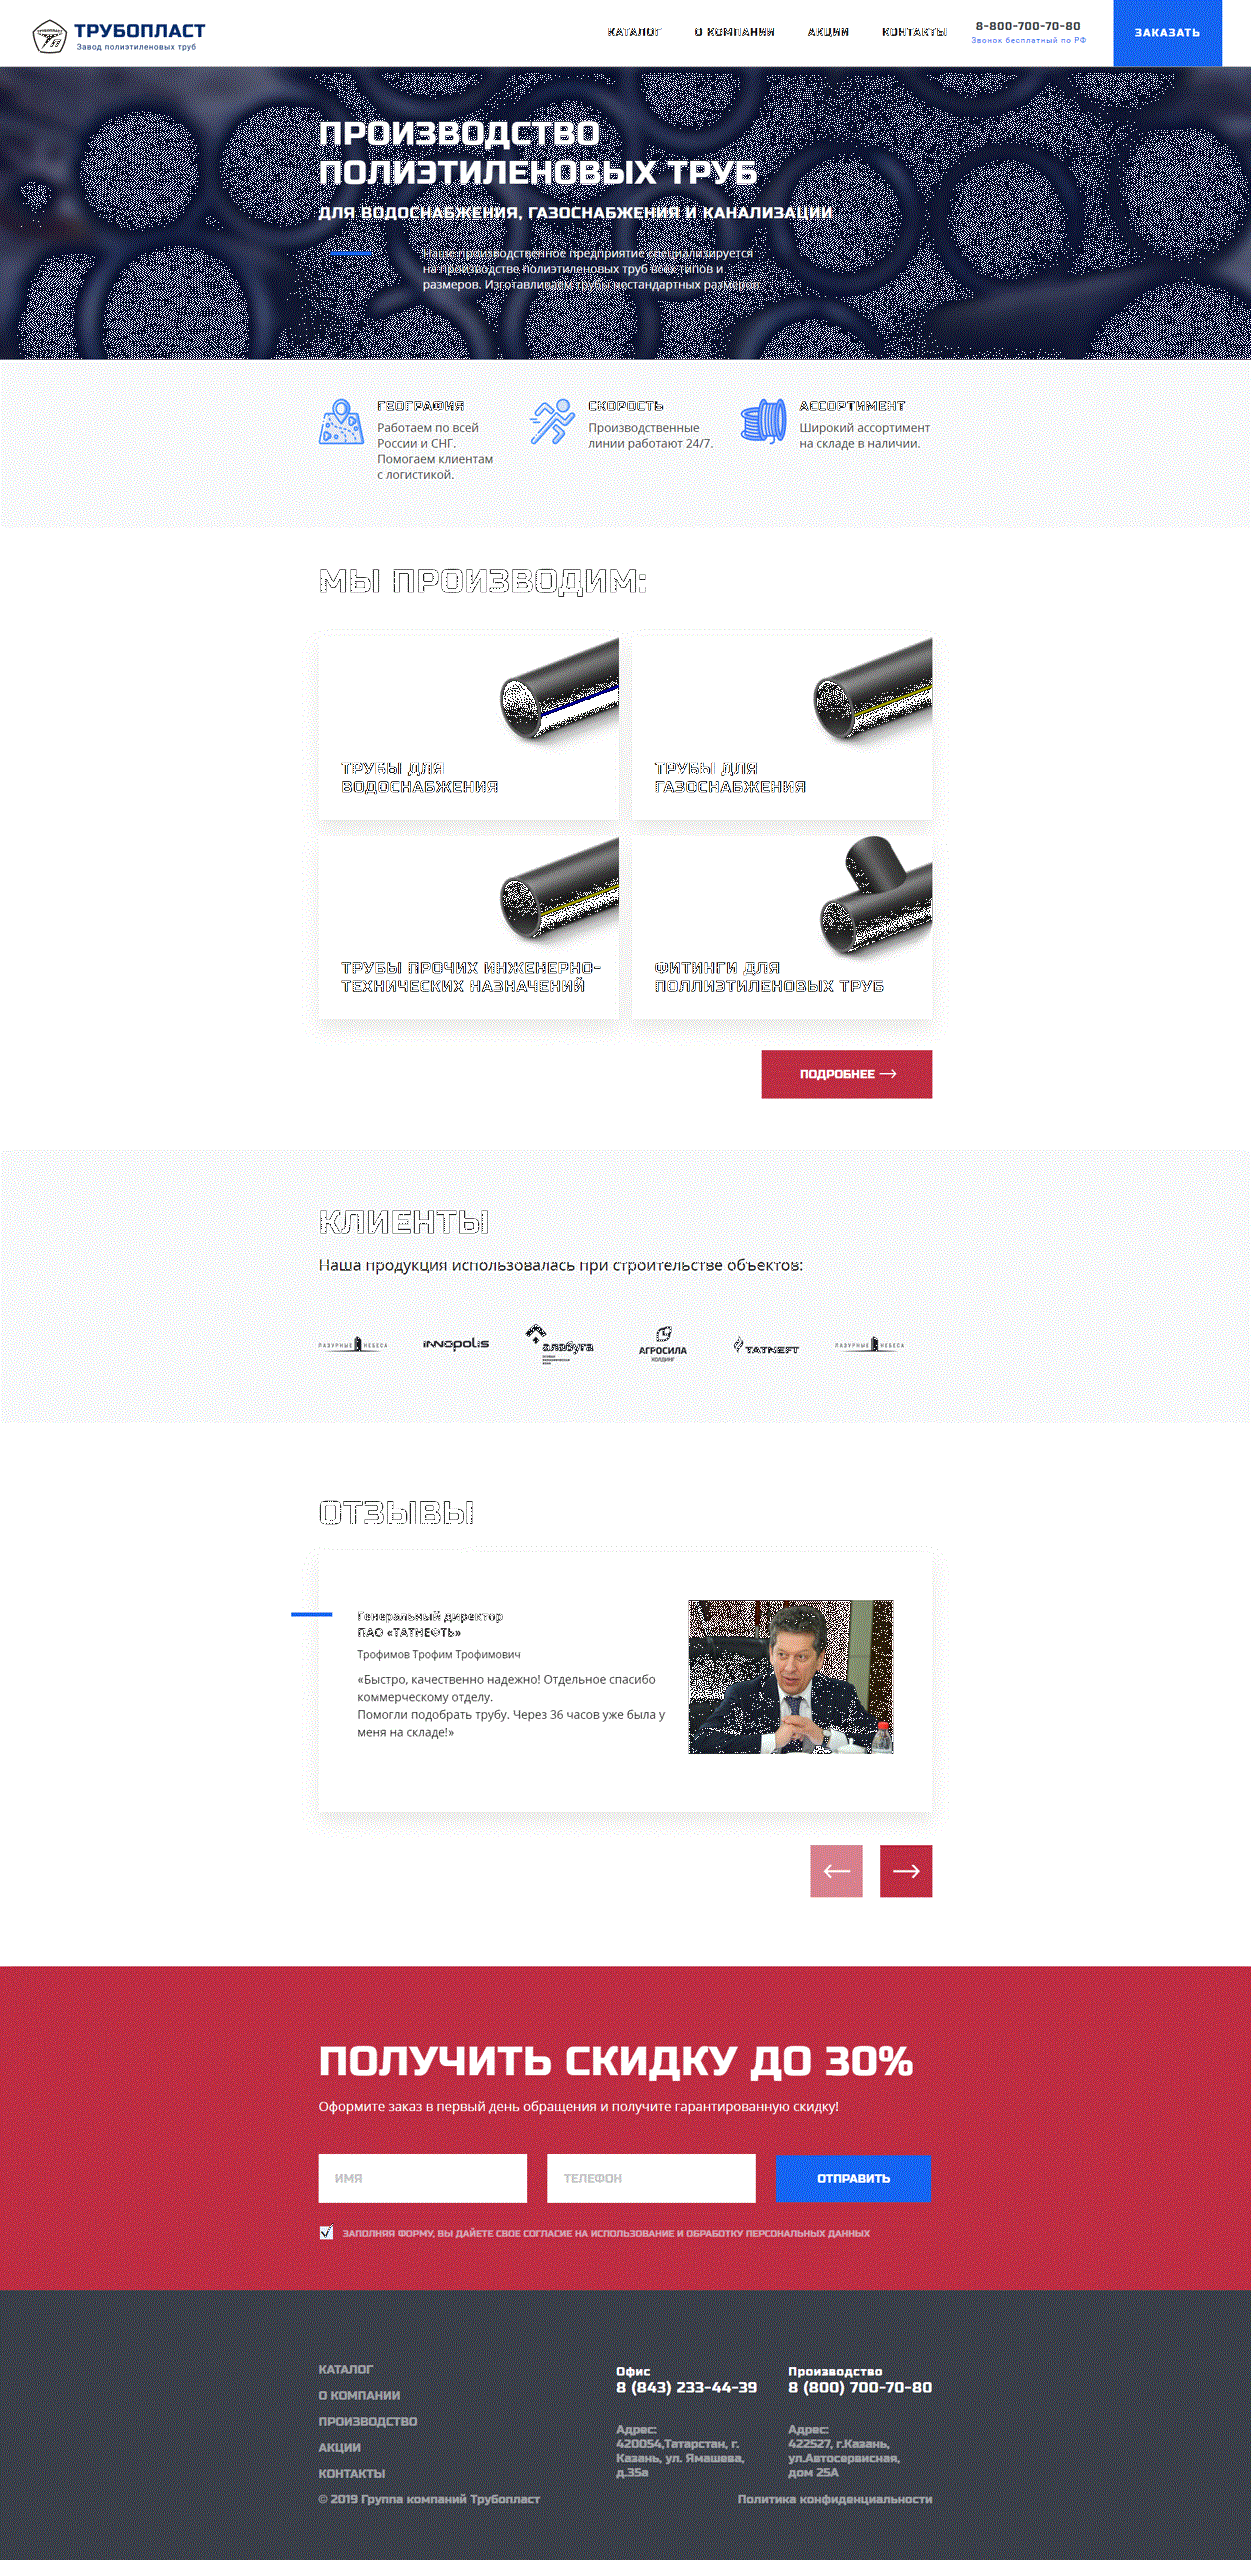 ТРУБОПЛАСТ
Завод полиэтиленовых труб
КАТАЛОГ
О КОМПАНИИ
АКЦИИ
КОНТАКТЫ
8-800-700-70-80
Звонок бесплатный по РФ
ЗАКАЗАТЬ
ПРОИЗВОДСТВО
ПОЛИЭТИЛЕНОВЫХ ТРУБ
ДЛЯ ВОДОСНАБЖЕНИЯ, ГАЗОСНАБЖЕНИЯ И КАНАЛИЗАЦИИ
Наше производственное предприятие специализируется
на производстве полиэтиленовых труб всех типов и
размеров. Изготавливаем трубы нестандартных размеров.
ГЕОГРАФИЯ
Работаем по всей
России и СНГ.
Помогаем клиентам
с логистикой.
СКОРОСТЬ
Производственные
линии работают 24/7.
АССОРТИМЕНТ
Широкий ассортимент
на складе в наличии.
МЫ ПРОИЗВОДИМ:
ТРУБЫ ДЛЯ
ВОДОСНАБЖЕНИЯ
ТРУБЫ ДЛЯ
ГАЗОСНАБЖЕНИЯ
ТРУБЫ ПРОЧИХ ИНЖЕНЕРНО-
ТЕХНИЧЕСКИХ НАЗНАЧЕНИЙ
ФИТИНГИ ДЛЯ
ПОЛЛИЭТИЛЕНОВЫХ ТРУБ
ПОДРОБНЕЕ
КЛИЕНТЫ
Наша продукция использовалась при строительстве объектов:
ЛАЗУРНЫЕ НЕБЕСА
innopolis
алабуга
АГРОСИЛА
ХОЛДИНГ
ТАТНЕФТ
ЛАЗУРНЫЕ НЕБЕСА
ОТЗЫВЫ
Генеральный директор
ПАО «ТАТНЕФТЬ»
Трофимов Трофим Трофимович
«Быстро, качественно надежно! Отдельное спасибо
коммерческому отделу.
Помогли подобрать трубу. Через 36 часов уже была у
меня на складе!»
ПОЛУЧИТЬ СКИДКУ ДО 30%
Оформите заказ в первый день обращения и получите гарантированную скидку!
ИМЯ
ТЕЛЕФОН
ОТПРАВИТЬ
ЗАПОЛНЯЯ ФОРМУ, ВЫ ДАЙЕТЕ СВОЕ СОГЛАСИЕ НА ИСПОЛЬЗОВАНИЕ И ОБРАБОТКУ ПЕРСОНАЛЬНЫХ ДАННЫХ
КАТАЛОГ
О КОМПАНИИ
ПРОИЗВОДСТВО
АКЦИИ
КОНТАКТЫ
Офис
8 (843) 233-44-39
Адрес:
420054,Татарстан, г.
Казань, ул. Ямашева,
д.35а
Производство
8 (800) 700-70-80
Адрес:
422527, г.Казань,
ул.Автосервисная,
дом 25А
© 2019 Группа компаний Трубопласт
Политика конфиденциальности